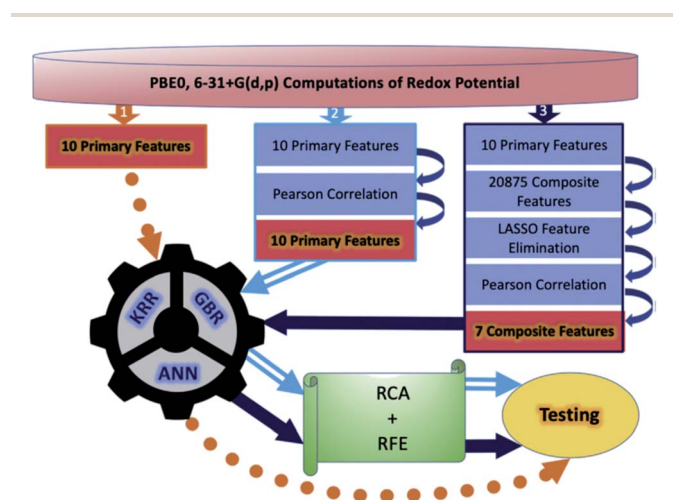 PBE0, 6-31+G(d,p) Computations of Redox Potential
1
2
3
10 Primary Features
10 Primary Features
Pearson Correlation
10 Primary Features
10 Primary Features
20875 Composite
Features
LASSO Feature
Elimination
Pearson Correlation
7 Composite Features
KRR
GBR
ANN
RCA
+
RFE
Testing